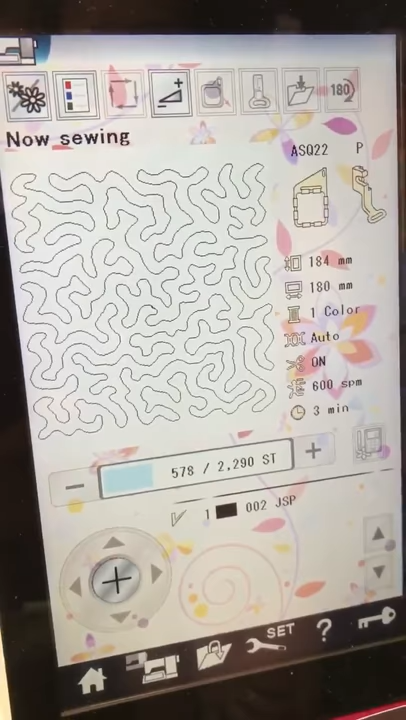 180
Now sewing
ASQ22 P
184 mm
180 mm
1 Color
Auto
ON
600 spm
3 min
− 578 / 2,290 ST +
1 002 JSP
SET
?